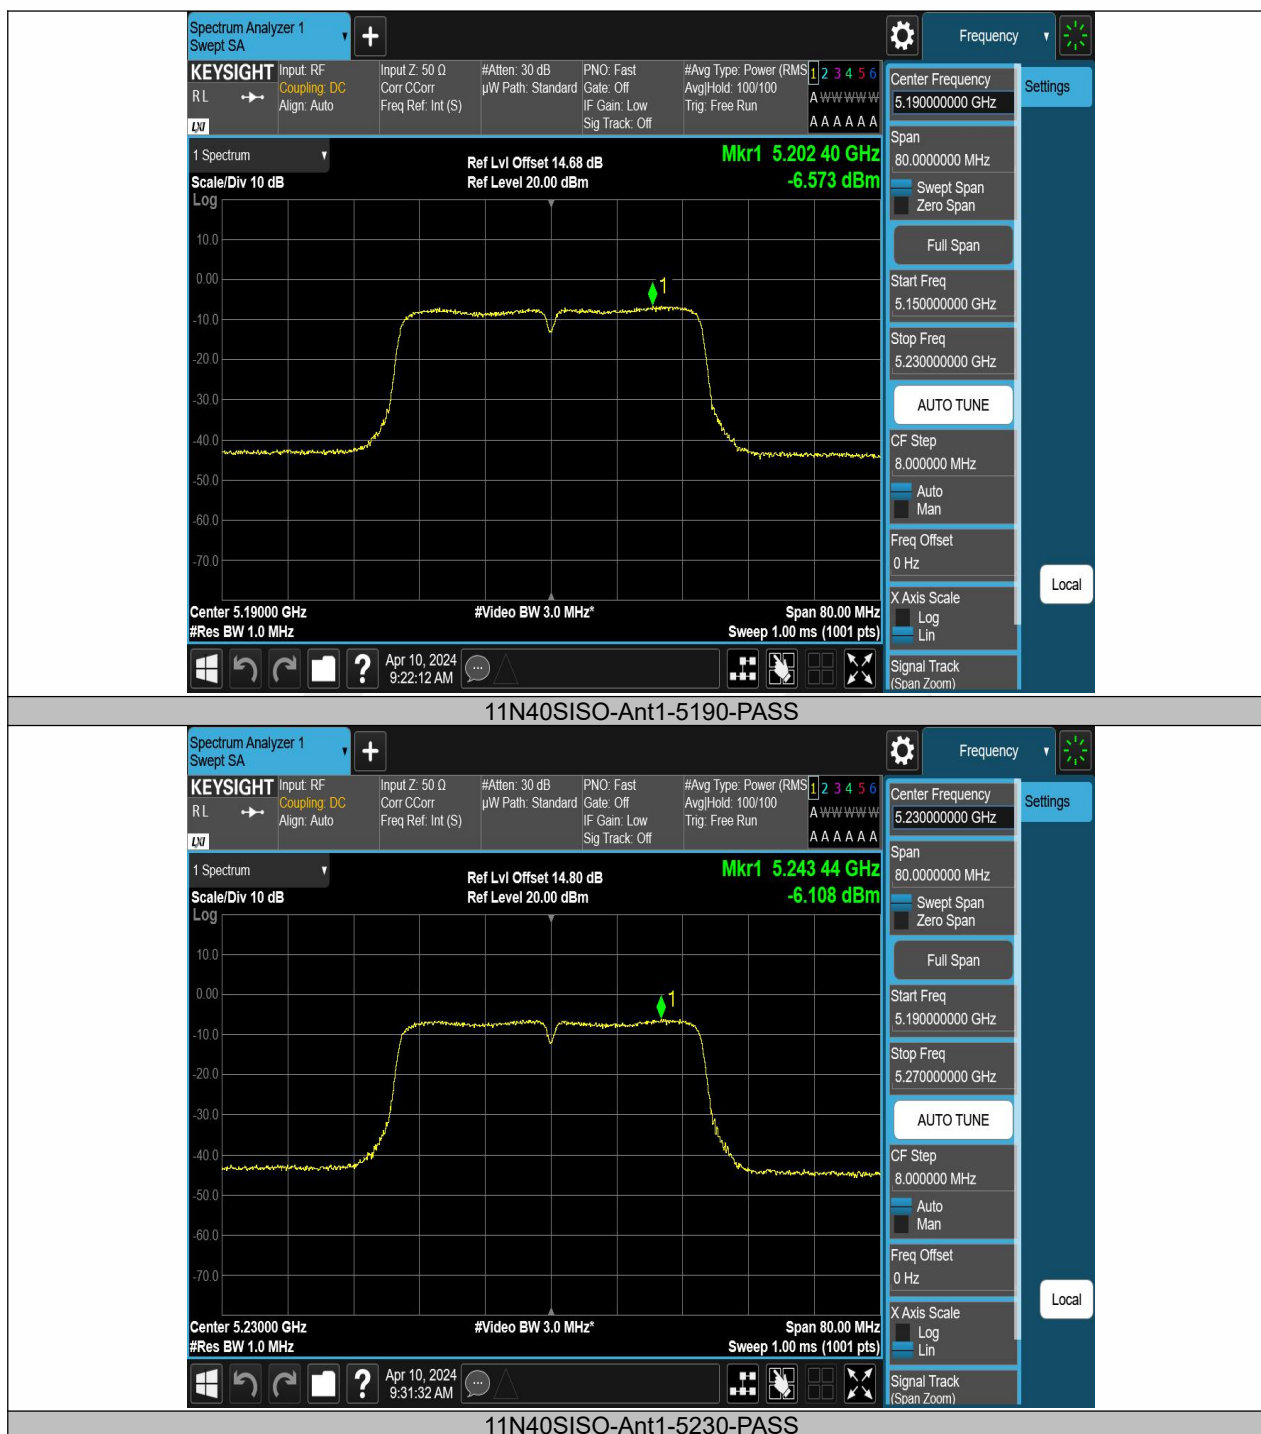 Spectrum Analyzer 1
Swept SA
Frequency
KEYSIGHT
R L
LXI
Input: RF
Coupling: DC
Align: Auto
Input Z: 50 Ω
Corr CCorr
Freq Ref: Int (S)
#Atten: 30 dB
µW Path: Standard
PNO: Fast
Gate: Off
IF Gain: Low
Sig Track: Off
#Avg Type: Power (RMS
Avg|Hold: 100/100
Trig: Free Run
1 2 3 4 5 6
A W W W W W
A A A A A A
1 Spectrum
Scale/Div 10 dB
Log
Ref Lvl Offset 14.68 dB
Ref Level 20.00 dBm
Mkr1 5.202 40 GHz
-6.573 dBm
10.0
0.00
-10.0
-20.0
-30.0
-40.0
-50.0
-60.0
-70.0
1
Center 5.19000 GHz
#Res BW 1.0 MHz
#Video BW 3.0 MHz*
Span 80.00 MHz
Sweep 1.00 ms (1001 pts)
Apr 10, 2024
9:22:12 AM
Center Frequency
5.190000000 GHz
Settings
Span
80.0000000 MHz
Swept Span
Zero Span
Full Span
Start Freq
5.150000000 GHz
Stop Freq
5.230000000 GHz
AUTO TUNE
CF Step
8.000000 MHz
Auto
Man
Freq Offset
0 Hz
X Axis Scale
Log
Lin
Local
Signal Track
(Span Zoom)
11N40SISO-Ant1-5190-PASS
Spectrum Analyzer 1
Swept SA
Frequency
KEYSIGHT
R L
LXI
Input: RF
Coupling: DC
Align: Auto
Input Z: 50 Ω
Corr CCorr
Freq Ref: Int (S)
#Atten: 30 dB
µW Path: Standard
PNO: Fast
Gate: Off
IF Gain: Low
Sig Track: Off
#Avg Type: Power (RMS
Avg|Hold: 100/100
Trig: Free Run
1 2 3 4 5 6
A W W W W W
A A A A A A
1 Spectrum
Scale/Div 10 dB
Log
Ref Lvl Offset 14.80 dB
Ref Level 20.00 dBm
Mkr1 5.243 44 GHz
-6.108 dBm
10.0
0.00
-10.0
-20.0
-30.0
-40.0
-50.0
-60.0
-70.0
1
Center 5.23000 GHz
#Res BW 1.0 MHz
#Video BW 3.0 MHz*
Span 80.00 MHz
Sweep 1.00 ms (1001 pts)
Apr 10, 2024
9:31:32 AM
Center Frequency
5.230000000 GHz
Settings
Span
80.0000000 MHz
Swept Span
Zero Span
Full Span
Start Freq
5.190000000 GHz
Stop Freq
5.270000000 GHz
AUTO TUNE
CF Step
8.000000 MHz
Auto
Man
Freq Offset
0 Hz
X Axis Scale
Log
Lin
Local
Signal Track
(Span Zoom)
11N40SISO-Ant1-5230-PASS